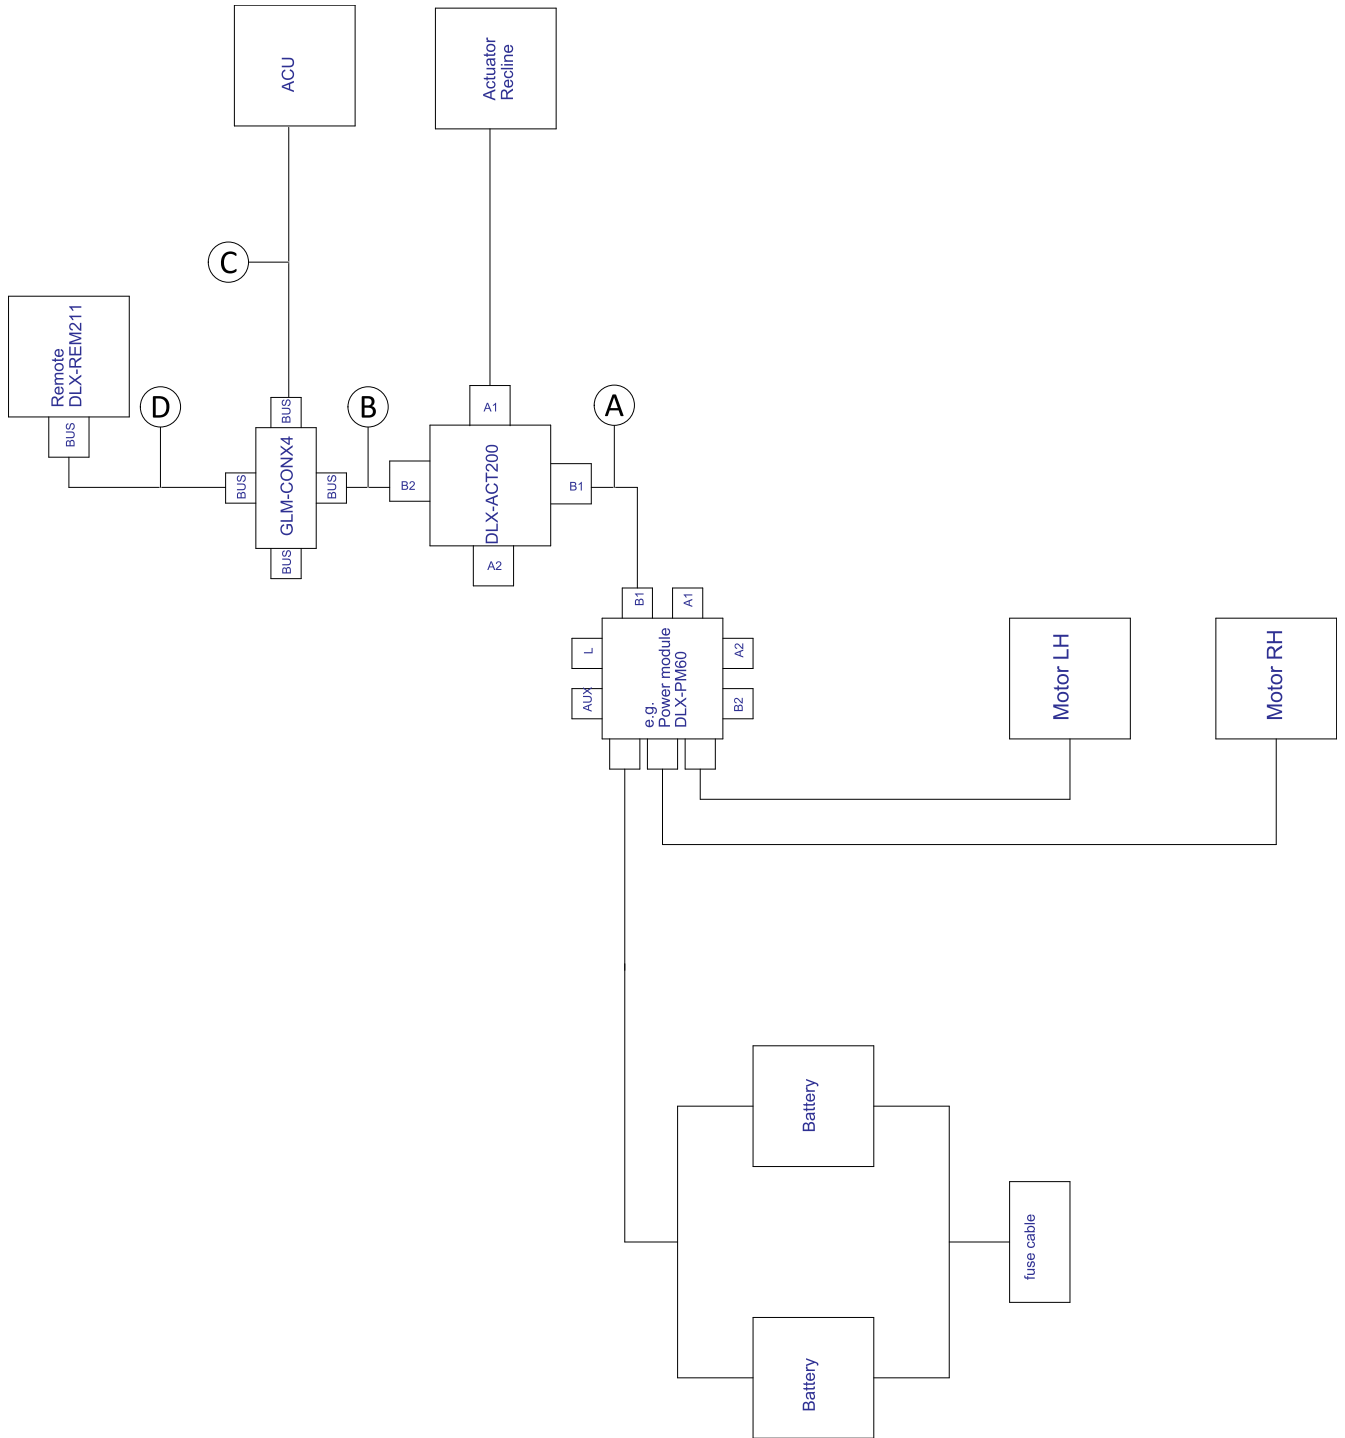 ACU
Actuator
Recline
C
Remote
DLX-REM211
BUS
D
BUS
BUS
GLM-CONX4
BUS
BUS
B
B2
A1
DLX-ACT200
A2
B1
A
B1
A1
L
AUX
e.g.
Power module
DLX-PM60
A2
B2
Motor LH
Motor RH
Battery
fuse cable
Battery